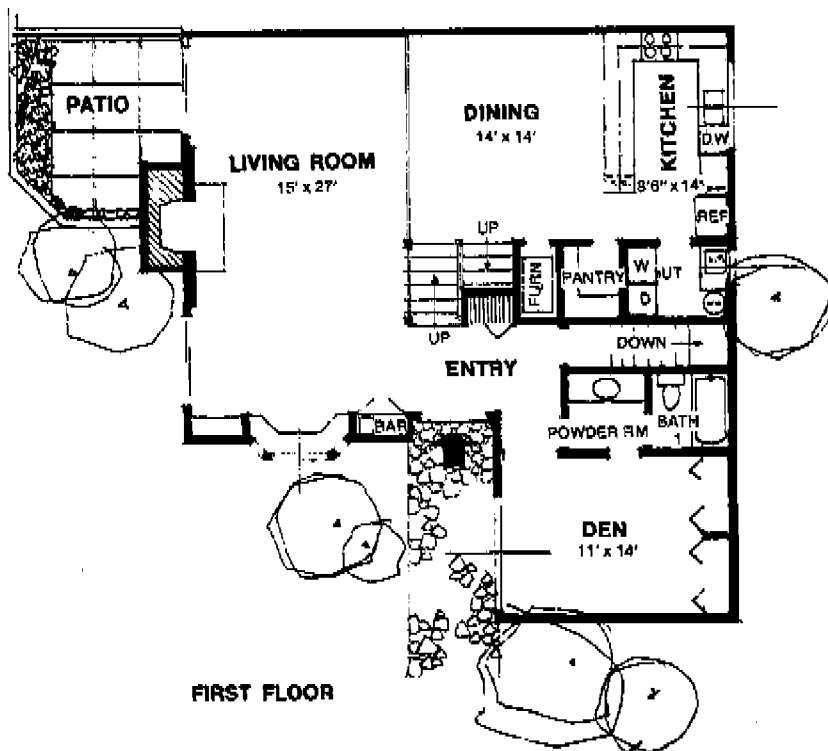 PATIO
LIVING ROOM
15' x 27'
DINING
14' x 14'
KITCHEN
8'6" x 14'
D.W
REF
UP
FURN
PANTRY
W
D
UT
UP
DOWN
ENTRY
BAR
POWDER RM
BATH
1
DEN
11' x 14'
FIRST FLOOR